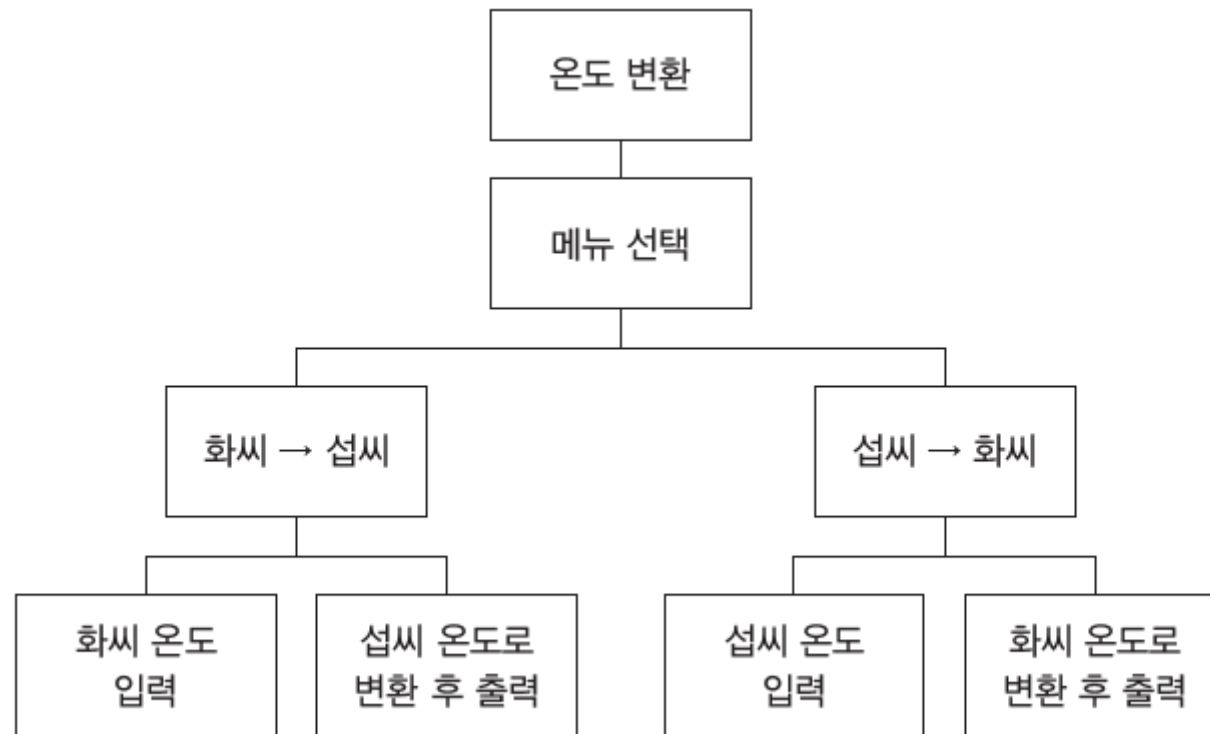 온도 변환
메뉴 선택
화씨 → 섭씨
섭씨 → 화씨
화씨 온도
입력
섭씨 온도로
변환 후 출력
섭씨 온도
입력
화씨 온도로
변환 후 출력